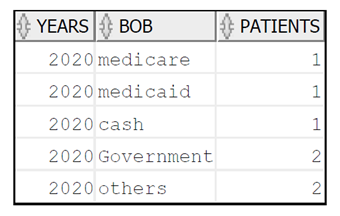 YEARS BOB PATIENTS
2020 medicare 1
2020 medicaid 1
2020 cash 1
2020 Government 2
2020 others 2